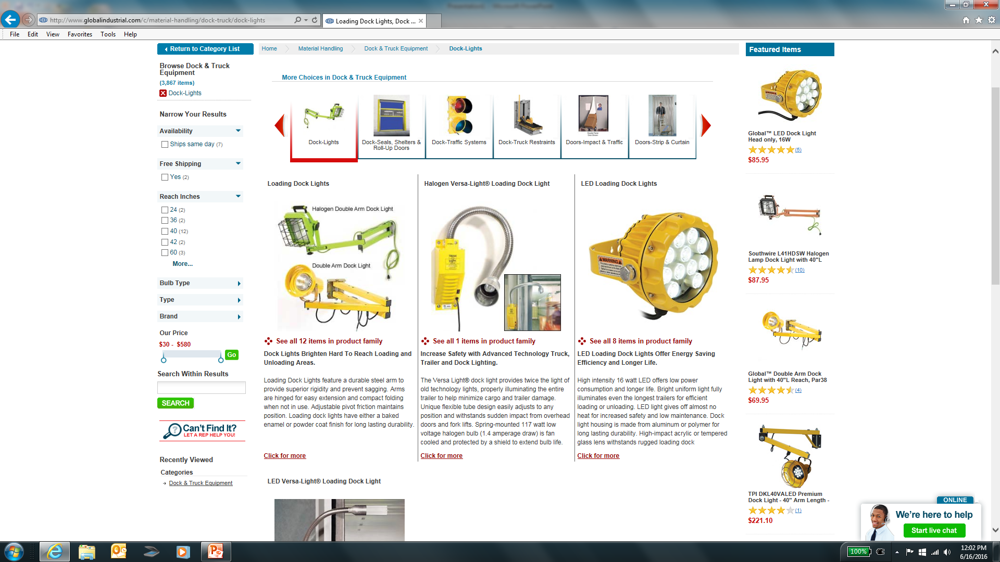 Presentation1 - Microsoft PowerPoint
http://www.globalindustrial.com/c/material-handling/dock-truck/dock-lights
Loading Dock Lights, Dock ...
File Edit View Favorites Tools Help
Return to Category List
Home Material Handling Dock & Truck Equipment Dock-Lights
Browse Dock & Truck
Equipment
(3,867 items)
Dock-Lights
Narrow Your Results
Availability
Ships same day (7)
Free Shipping
Yes (2)
Reach Inches
24 (2)
36 (2)
40 (12)
42 (2)
60 (3)
More...
Bulb Type
Type
Brand
Our Price
$30 - $580
Go
Search Within Results
SEARCH
Can't Find It?
LET A REP HELP YOU!
Recently Viewed
Categories
Dock & Truck Equipment
More Choices in Dock & Truck Equipment
Dock-Lights
Dock-Seals, Shelters &
Roll-Up Doors
Dock-Traffic Systems
Dock-Truck Restraints
Doors-Impact & Traffic
Doors-Strip & Curtain
Loading Dock Lights
Halogen Double Arm Dock Light
Double Arm Dock Light
See all 12 items in product family
Dock Lights Brighten Hard To Reach Loading and
Unloading Areas.
Loading Dock Lights feature a durable steel arm to
provide superior rigidity and prevent sagging. Arms
are hinged for easy extension and compact folding
when not in use. Adjustable pivot friction maintains
position. Loading dock lights have either a baked
enamel or powder coat finish for long lasting durability.
Click for more
Halogen Versa-Light® Loading Dock Light
Versa
Light
See all 1 items in product family
Increase Safety with Advanced Technology Truck,
Trailer and Dock Lighting.
The Versa Light® dock light provides twice the light of
old technology lights, properly illuminating the entire
trailer to help minimize cargo and trailer damage.
Unique flexible tube design easily adjusts to any
position and withstands sudden impact from overhead
doors and fork lifts. Spring-mounted 117 watt low
voltage halogen bulb (1.4 amperage draw) is fan
cooled and protected by a shield to extend bulb life.
Click for more
LED Loading Dock Lights
WARNING
See all 8 items in product family
LED Loading Dock Lights Offer Energy Saving
Efficiency and Longer Life.
High intensity 16 watt LED offers low power
consumption and longer life. Bright uniform light fully
illuminates even the longest trailers for efficient
loading or unloading. LED light gives off almost no
heat for increased safety and low maintenance. Dock
light housing is made from aluminum or polymer for
long lasting durability. High-impact acrylic or tempered
glass lens withstands rugged loading dock
Click for more
LED Versa-Light® Loading Dock Light
Featured Items
Global™ LED Dock Light
Head only, 16W
(5)
$85.95
Southwire L41HDSW Halogen
Lamp Dock Light with 40"L
(10)
$87.95
Global™ Double Arm Dock
Light with 40"L Reach, Par38
(4)
$69.95
TPI DKL40VALED Premium
Dock Light - 40" Arm Length -
(1)
$221.10
ONLINE
We're here to help
Start live chat
100%
12:02 PM
6/16/2016